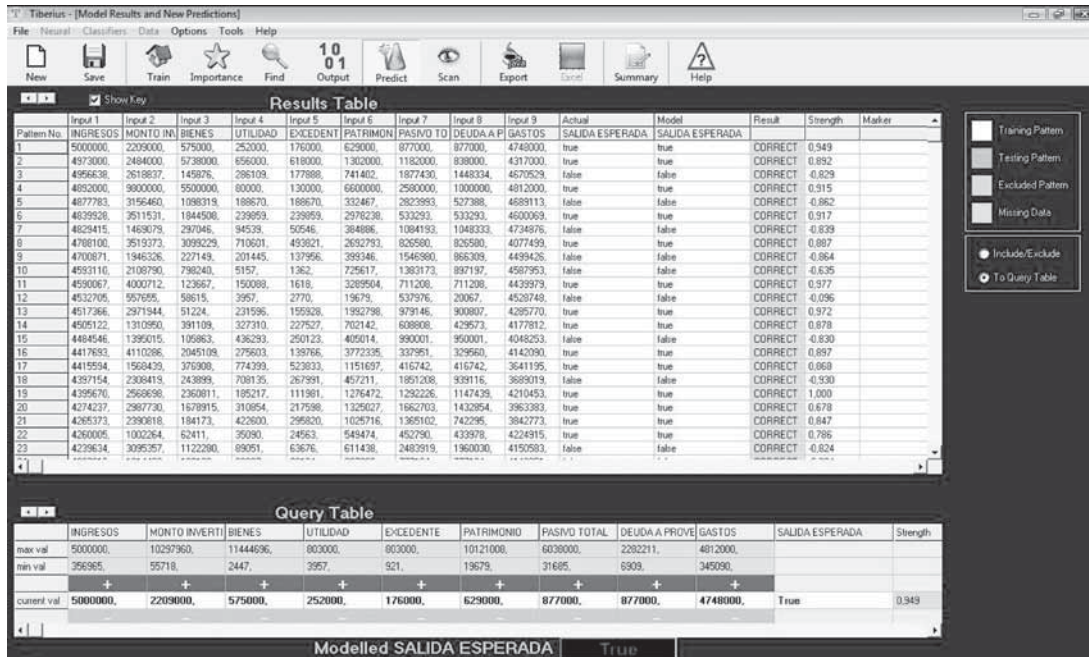 Tiberius - [Model Results and New Predictions]
File Neural Classifiers Data Options Tools Help
New Save Train Importance Find Output Predict Scan Export Excel Summary Help
Show Key Results Table
Input 1 Input 2 Input 3 Input 4 Input 5 Input 6 Input 7 Input 8 Input 9 Actual Model Result Strength Marker
Pattern No. INGRESOS MONTO INV BIENES UTILIDAD EXCEDENT PATRIMON PASIVO TO DEUDA A P GASTOS SALIDA ESPERADA SALIDA ESPERADA
1 5000000, 2209000, 575000, 252000, 176000, 629000, 877000, 877000, 4748000, true true CORRECT 0,949
2 4973000, 2484000, 5738000, 656000, 618000, 1302000, 1182000, 838000, 4317000, true true CORRECT 0,892
3 4956638, 2618837, 145876, 286109, 177888, 741402, 1877430, 1448334, 4670529, false false CORRECT -0,829
4 4892000, 9800000, 5500000, 80000, 130000, 6600000, 2580000, 1000000, 4812000, true true CORRECT 0,915
5 4877783, 3156460, 1098319, 188670, 188670, 332467, 2823993, 527388, 4689113, false false CORRECT -0,862
6 4839928, 3511531, 1844508, 239859, 239859, 2978238, 533293, 533293, 4600069, true true CORRECT 0,917
7 4829415, 1469079, 297046, 94539, 50546, 384886, 1084193, 1048333, 4734876, false false CORRECT -0,839
8 4788100, 3519373, 3099229, 710601, 493821, 2692793, 826580, 826580, 4077499, true true CORRECT 0,887
9 4700871, 1946326, 227149, 201445, 137956, 399346, 1546980, 866309, 4499426, false false CORRECT -0,864
10 4593110, 2108790, 798240, 5157, 1362, 725617, 1383173, 897197, 4587953, false false CORRECT -0,635
11 4590067, 4000712, 123667, 150088, 1618, 3289504, 711208, 711208, 4439979, true true CORRECT 0,977
12 4532705, 557655, 58615, 3957, 2770, 19679, 537976, 20067, 4528748, false false CORRECT -0,096
13 4517366, 2971944, 51224, 231596, 155928, 1992798, 979146, 900807, 4285770, true true CORRECT 0,972
14 4505122, 1310950, 391109, 327310, 227527, 702142, 608808, 429573, 4177812, true true CORRECT 0,878
15 4484546, 1395015, 105863, 436293, 250123, 405014, 990001, 950001, 4048253, false false CORRECT -0,830
16 4417693, 4110286, 2045109, 275603, 139766, 3772335, 337951, 329560, 4142090, true true CORRECT 0,897
17 4415594, 1568439, 376908, 774399, 523833, 1151697, 416742, 416742, 3641195, true true CORRECT 0,868
18 4397154, 2308419, 243899, 708135, 267991, 457211, 1851208, 939116, 3689019, false false CORRECT -0,930
19 4395670, 2568698, 2360811, 185217, 111981, 1276472, 1292226, 1147439, 4210453, true true CORRECT 1,000
20 4274237, 2987730, 1678915, 310854, 217598, 1325027, 1662703, 1432854, 3963383, true true CORRECT 0,678
21 4265373, 2390818, 184173, 422600, 295820, 1025716, 1365102, 742295, 3842773, true true CORRECT 0,847
22 4260005, 1002264, 62411, 35090, 24563, 549474, 452790, 433978, 4224915, true true CORRECT 0,786
23 4239634, 3095357, 1122280, 89051, 63676, 611438, 2483919, 1960030, 4150583, false false CORRECT -0,824
Training Pattern
Testing Pattern
Excluded Pattern
Missing Data
Include/Exclude
To Query Table
Query Table
INGRESOS MONTO INVERTI BIENES UTILIDAD EXCEDENTE PATRIMONIO PASIVO TOTAL DEUDA A PROVE GASTOS SALIDA ESPERADA Strength
max val 5000000, 10297960, 11444696, 803000, 803000, 10121008, 6038000, 2282211, 4812000,
min val 356965, 55718, 2447, 3957, 921, 19679, 31685, 6909, 345090,
+ + + + + + + + +
current val 5000000, 2209000, 575000, 252000, 176000, 629000, 877000, 877000, 4748000, True 0,949
Modelled SALIDA ESPERADA True